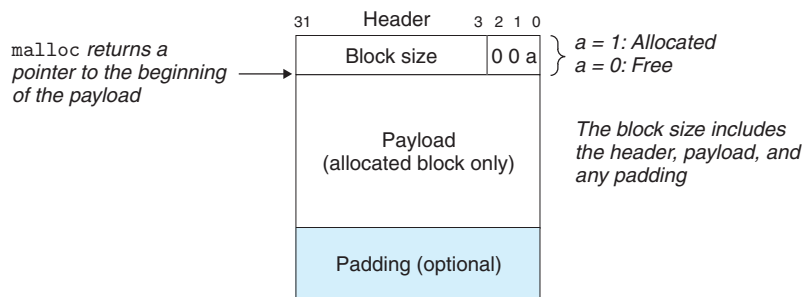 31 Header 3 2 1 0
malloc returns a
pointer to the beginning
of the payload
Block size 0 0 a
a = 1: Allocated
a = 0: Free
Payload
(allocated block only)
The block size includes
the header, payload, and
any padding
Padding (optional)